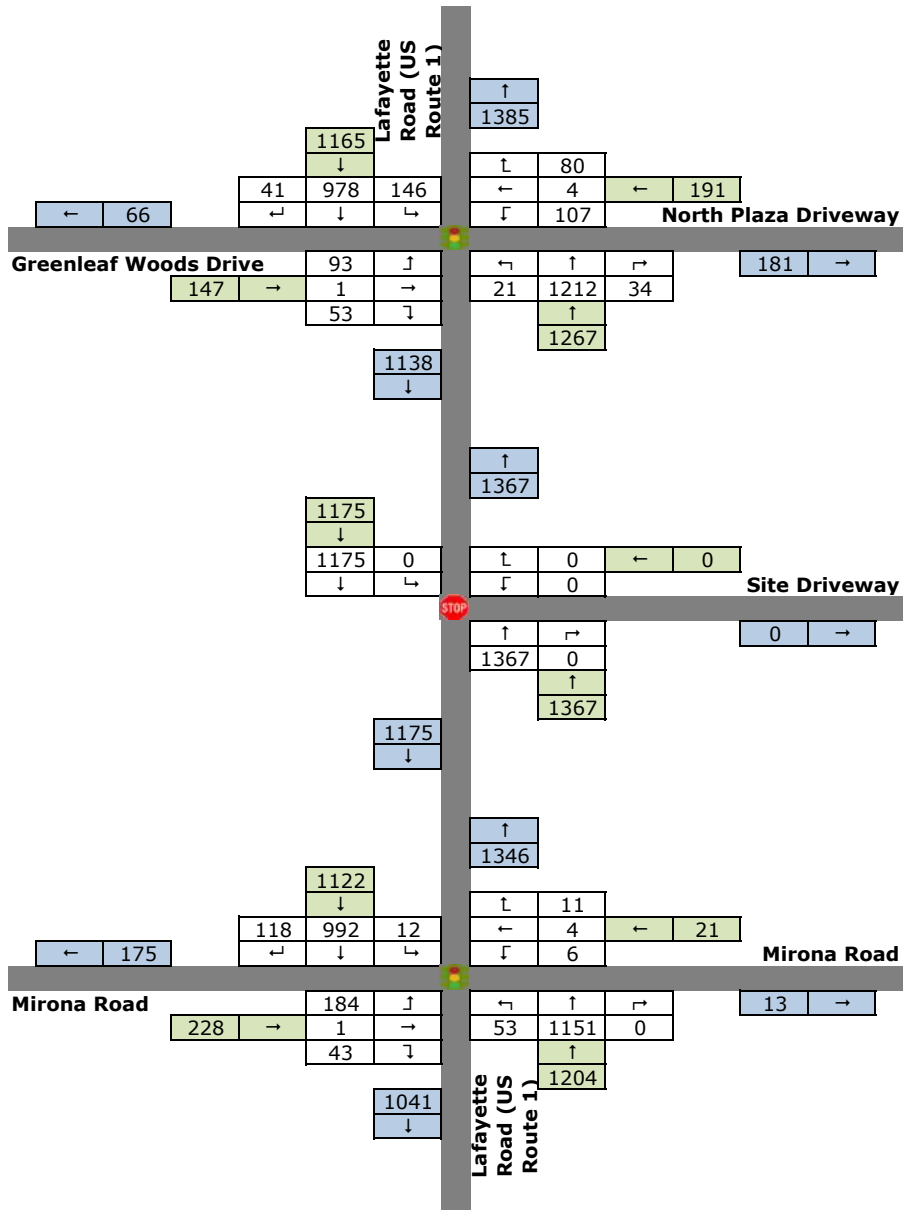 Lafayette
Road (US
Route 1)
↑
1385
1165
↓
↰ 80
41 978 146
← 4 ← 191
← 66
↵ ↓ ↳
↲ 107
North Plaza Driveway
Greenleaf Woods Drive
93 ↑
↰ ↑ ↱
181 →
147 → 1 →
21 1212 34
53 ↴
↑
1267
1138
↓
↑
1367
1175
↓
1175 0
↰ 0 ← 0
↓ ↳
↲ 0
Site Driveway
STOP
↑ ↱
0 →
1367 0
↑
1367
1175
↓
↑
1346
1122
↓
↰ 11
118 992 12
← 4 ← 21
← 175
↵ ↓ ↳
↲ 6
Mirona Road
Mirona Road
184 ↑
↰ ↑ ↱
13 →
228 → 1 →
53 1151 0
43 ↴
↑
1204
1041
↓
Lafayette
Road (US
Route 1)